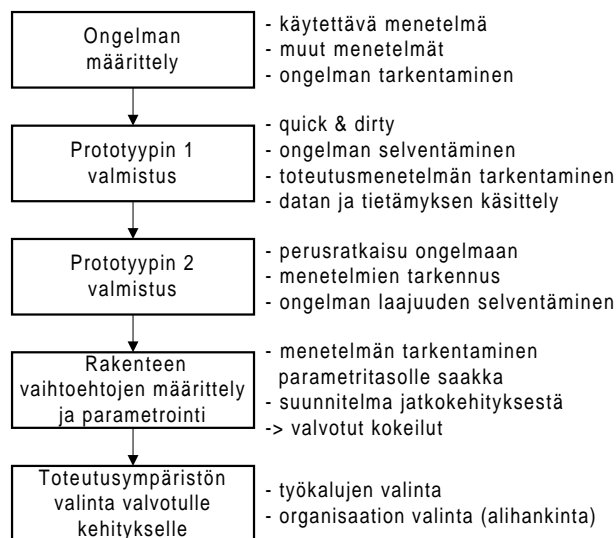 Ongelman
määrittely
- käytettävä menetelmä
- muut menetelmät
- ongelman tarkentaminen
Prototyypin 1
valmistus
- quick & dirty
- ongelman selventäminen
- toteutusmenetelmän tarkentaminen
- datan ja tietämyksen käsittely
Prototyypin 2
valmistus
- perusratkaisu ongelmaan
- menetelmien tarkennus
- ongelman laajuuden selventäminen
Rakenteen
vaihtoehtojen määrittely
ja parametrointi
- menetelmän tarkentaminen
parametritasolle saakka
- suunnitelma jatkokehityksestä
-> valvotut kokeilut
Toteutusympäristön
valinta valvotulle
kehitykselle
- työkalujen valinta
- organisaation valinta (alihankinta)